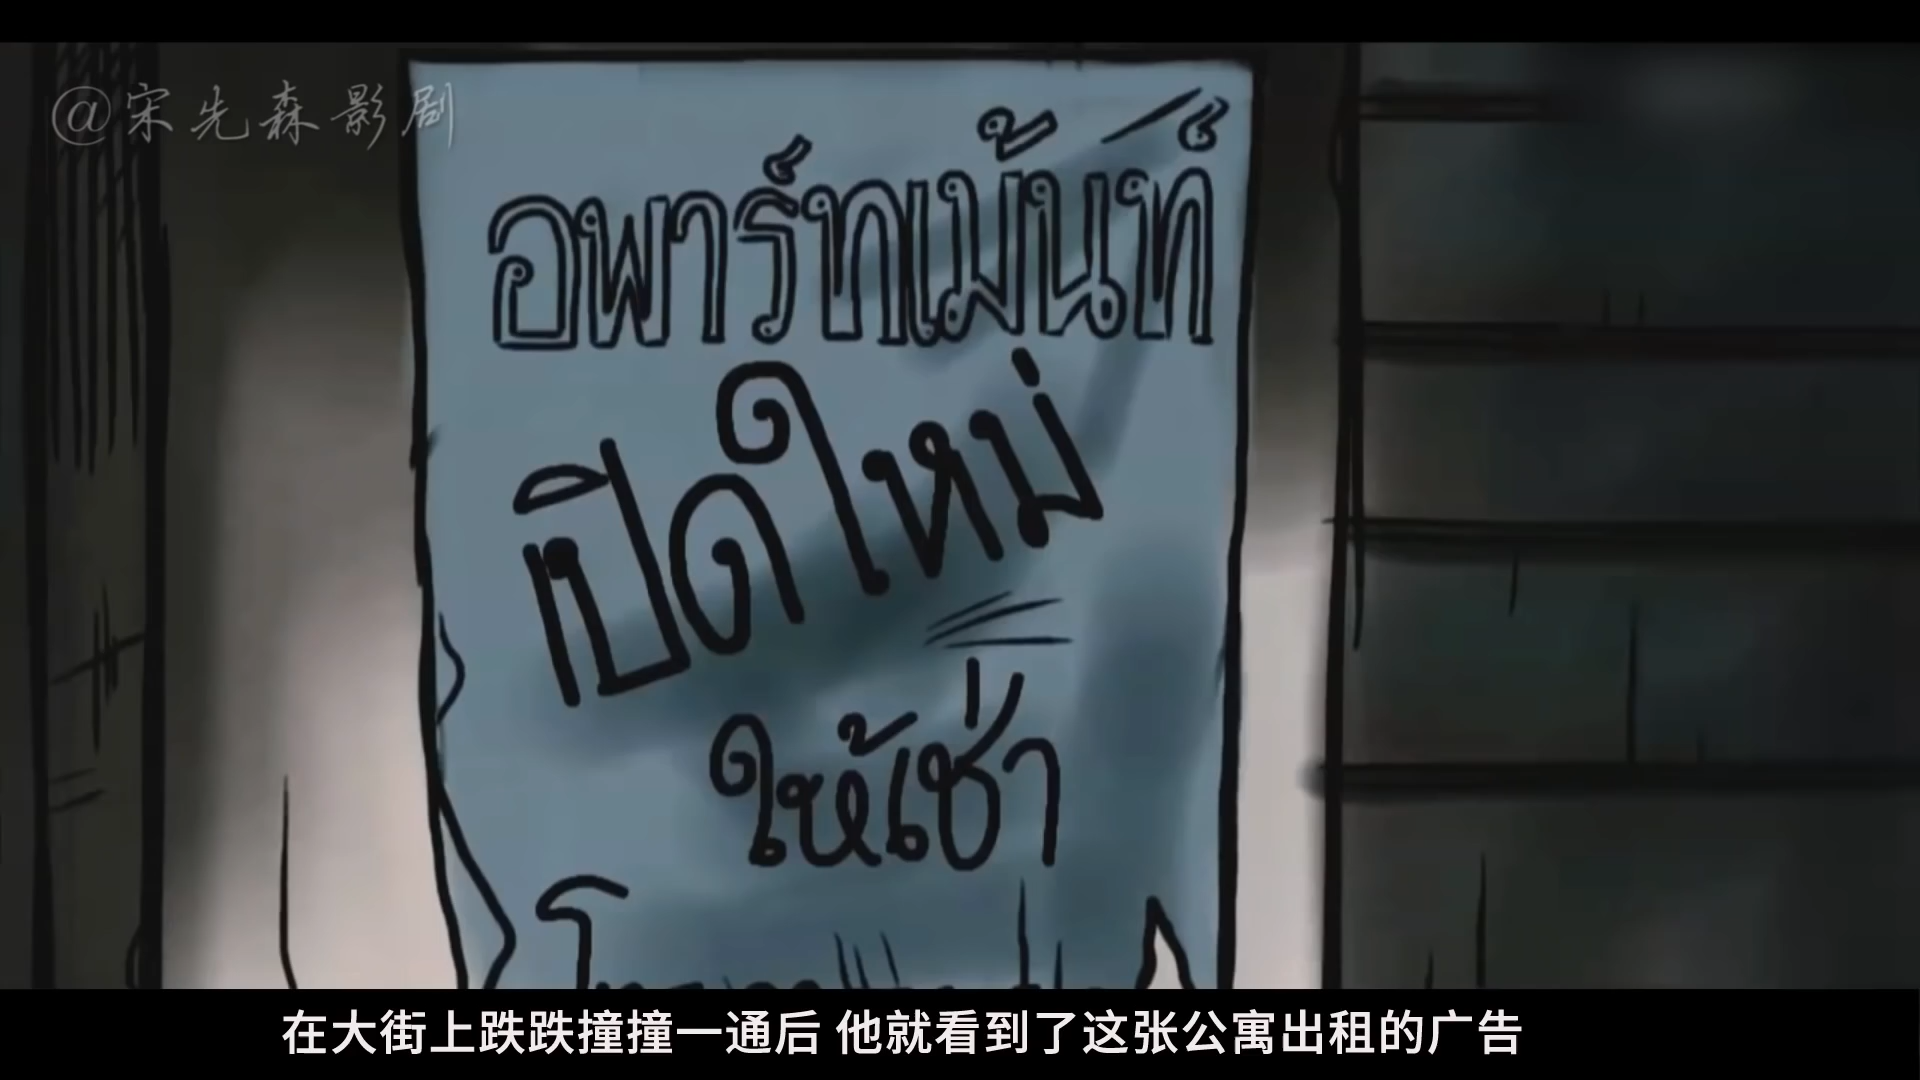 @宋先森影剧
อพาร์ทเม้นท์
เปิดใหม่
ให้เช่า
在大街上跌跌撞撞一通后 他就看到了这张公寓出租的广告